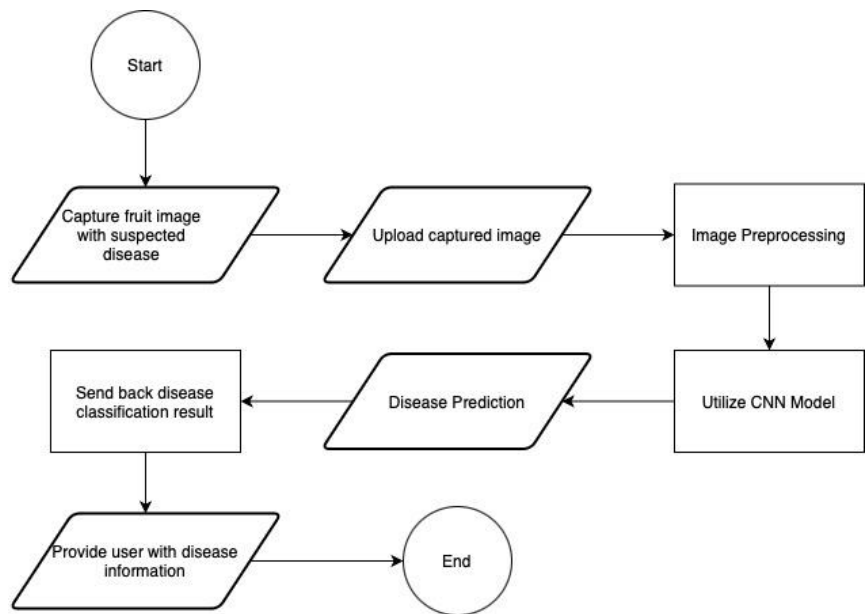 Start
Capture fruit image
with suspected
disease
Upload captured image
Image Preprocessing
Utilize CNN Model
Disease Prediction
Send back disease
classification result
Provide user with disease
information
End